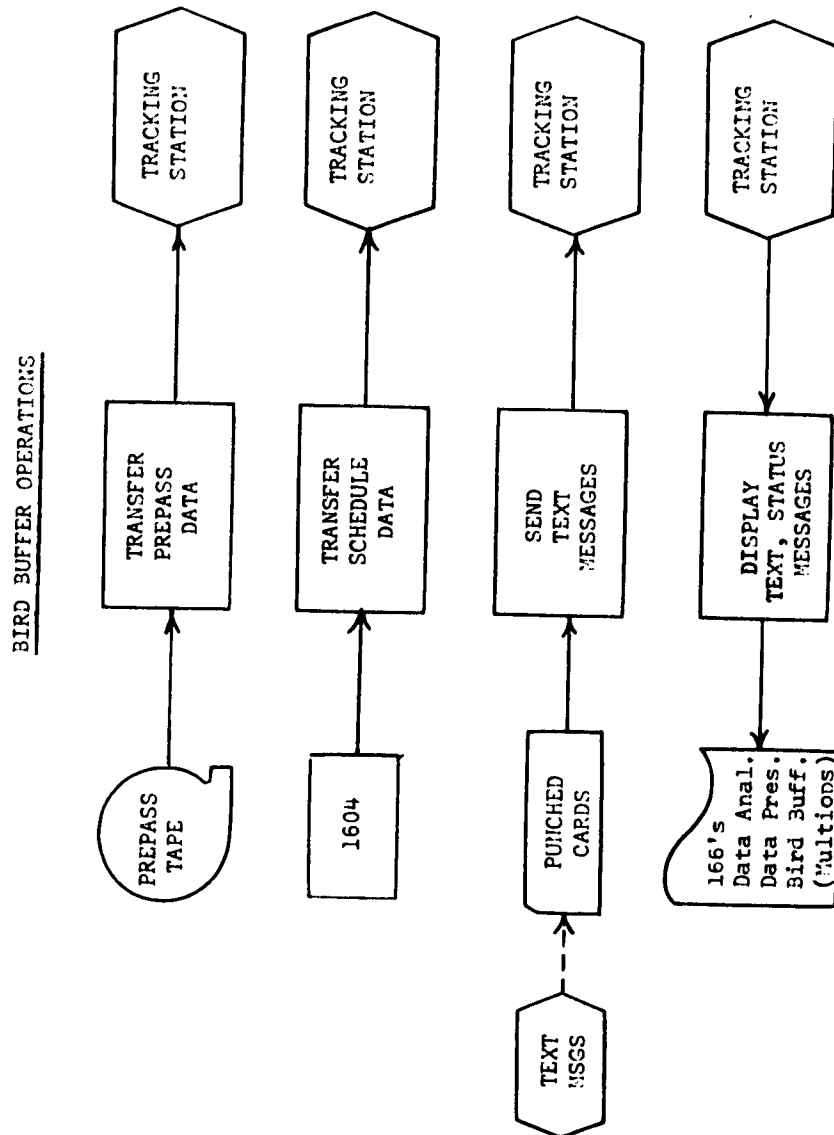 BIRD BUFFER OPERATIONS
PREPASS
TAPE
TRANSFER
PREPASS
DATA
TRACKING
STATION
1604
TRANSFER
SCHEDULE
DATA
TRACKING
STATION
TEXT
MSGS
PUNCHED
CARDS
SEND
TEXT
MESSAGES
TRACKING
STATION
166's
Data Anal.
Data Pres.
Bird Buff.
(Multiops)
DISPLAY
TEXT, STATUS
MESSAGES
TRACKING
STATION